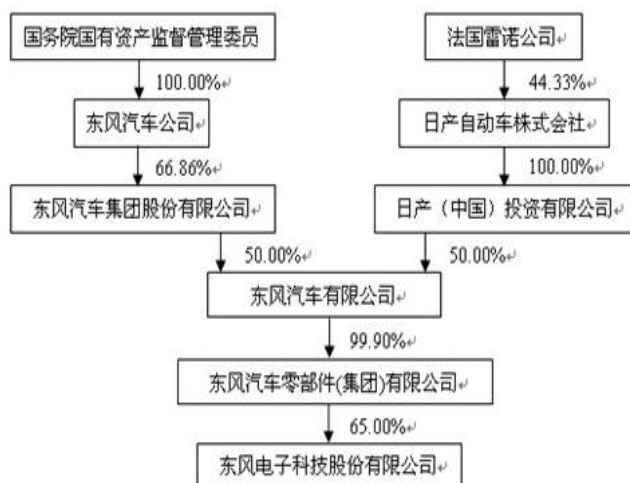 国务院国有资产监督管理委员
法国雷诺公司
100.00%
44.33%
东风汽车公司
日产自动车株式会社
66.86%
100.00%
东风汽车集团股份有限公司
日产（中国）投资有限公司
50.00%
50.00%
东风汽车有限公司
99.90%
东风汽车零部件(集团)有限公司
65.00%
东风电子科技股份有限公司